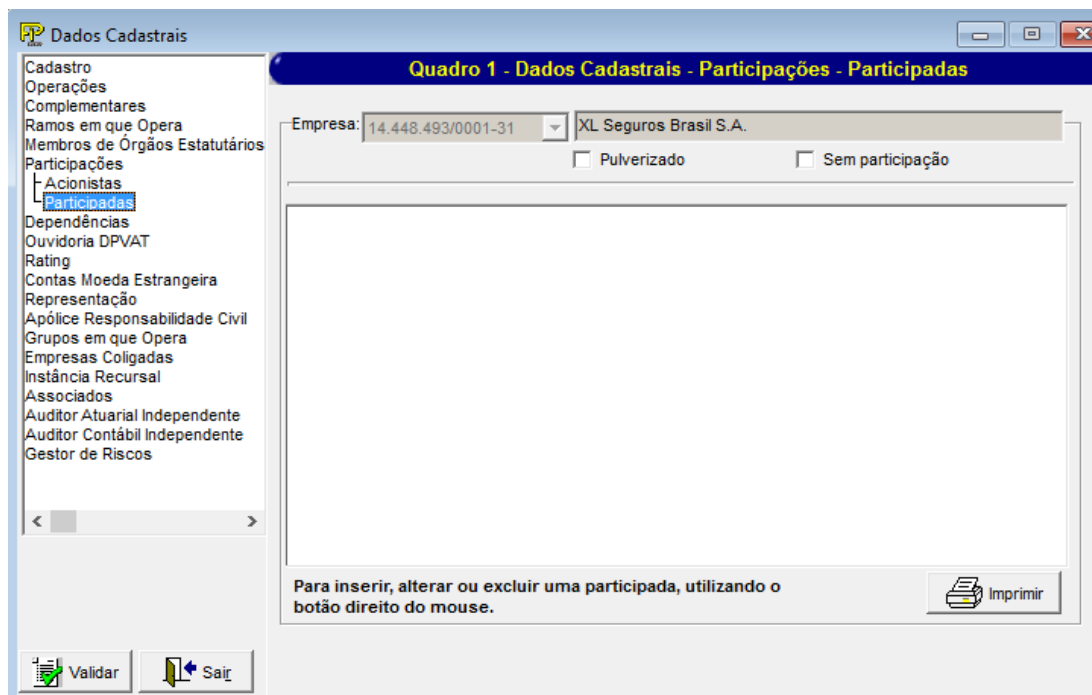 Dados Cadastrais
Cadastro
Operações
Complementares
Ramos em que Opera
Membros de Órgãos Estatutários
Participações
Acionistas
Participadas
Dependências
Ouvidoria DPVAT
Rating
Contas Moeda Estrangeira
Representação
Apólice Responsabilidade Civil
Grupos em que Opera
Empresas Coligadas
Instância Recursal
Associados
Auditor Atuarial Independente
Auditor Contábil Independente
Gestor de Riscos
Validar
Sair
Quadro 1 - Dados Cadastrais - Participações - Participadas
Empresa: 14.448.493/0001-31 XL Seguros Brasil S.A.
Pulverizado Sem participação
Para inserir, alterar ou excluir uma participada, utilizando o
botão direito do mouse.
Imprimir